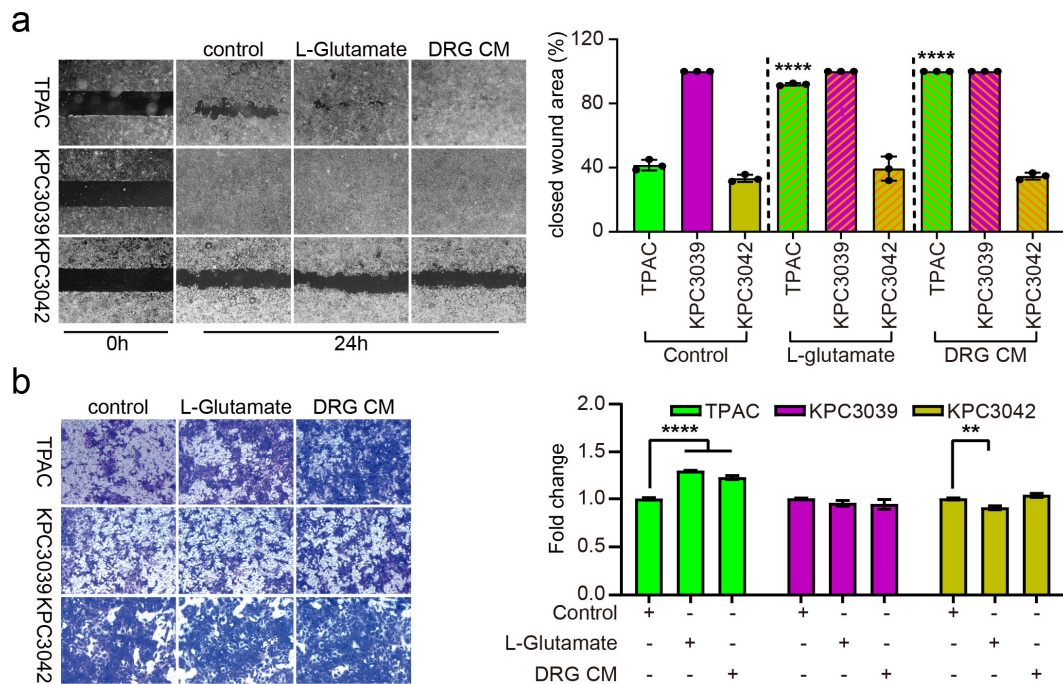 a
control L-Glutamate DRG CM
TPAC
KPC3039
KPC3042
0h 24h
closed wound area (%)
120
80
40
0
**** ****
TPAC KPC3039 KPC3042 TPAC KPC3039 KPC3042 TPAC KPC3039 KPC3042
Control L-glutamate DRG CM
b
control L-Glutamate DRG CM
TPAC
KPC3039
KPC3042
Fold change
2.0
1.5
1.0
0.5
0.0
TPAC KPC3039 KPC3042
**** **
Control + - - + - - + - -
L-Glutamate - + - - + - - + -
DRG CM - - + - - + - - +